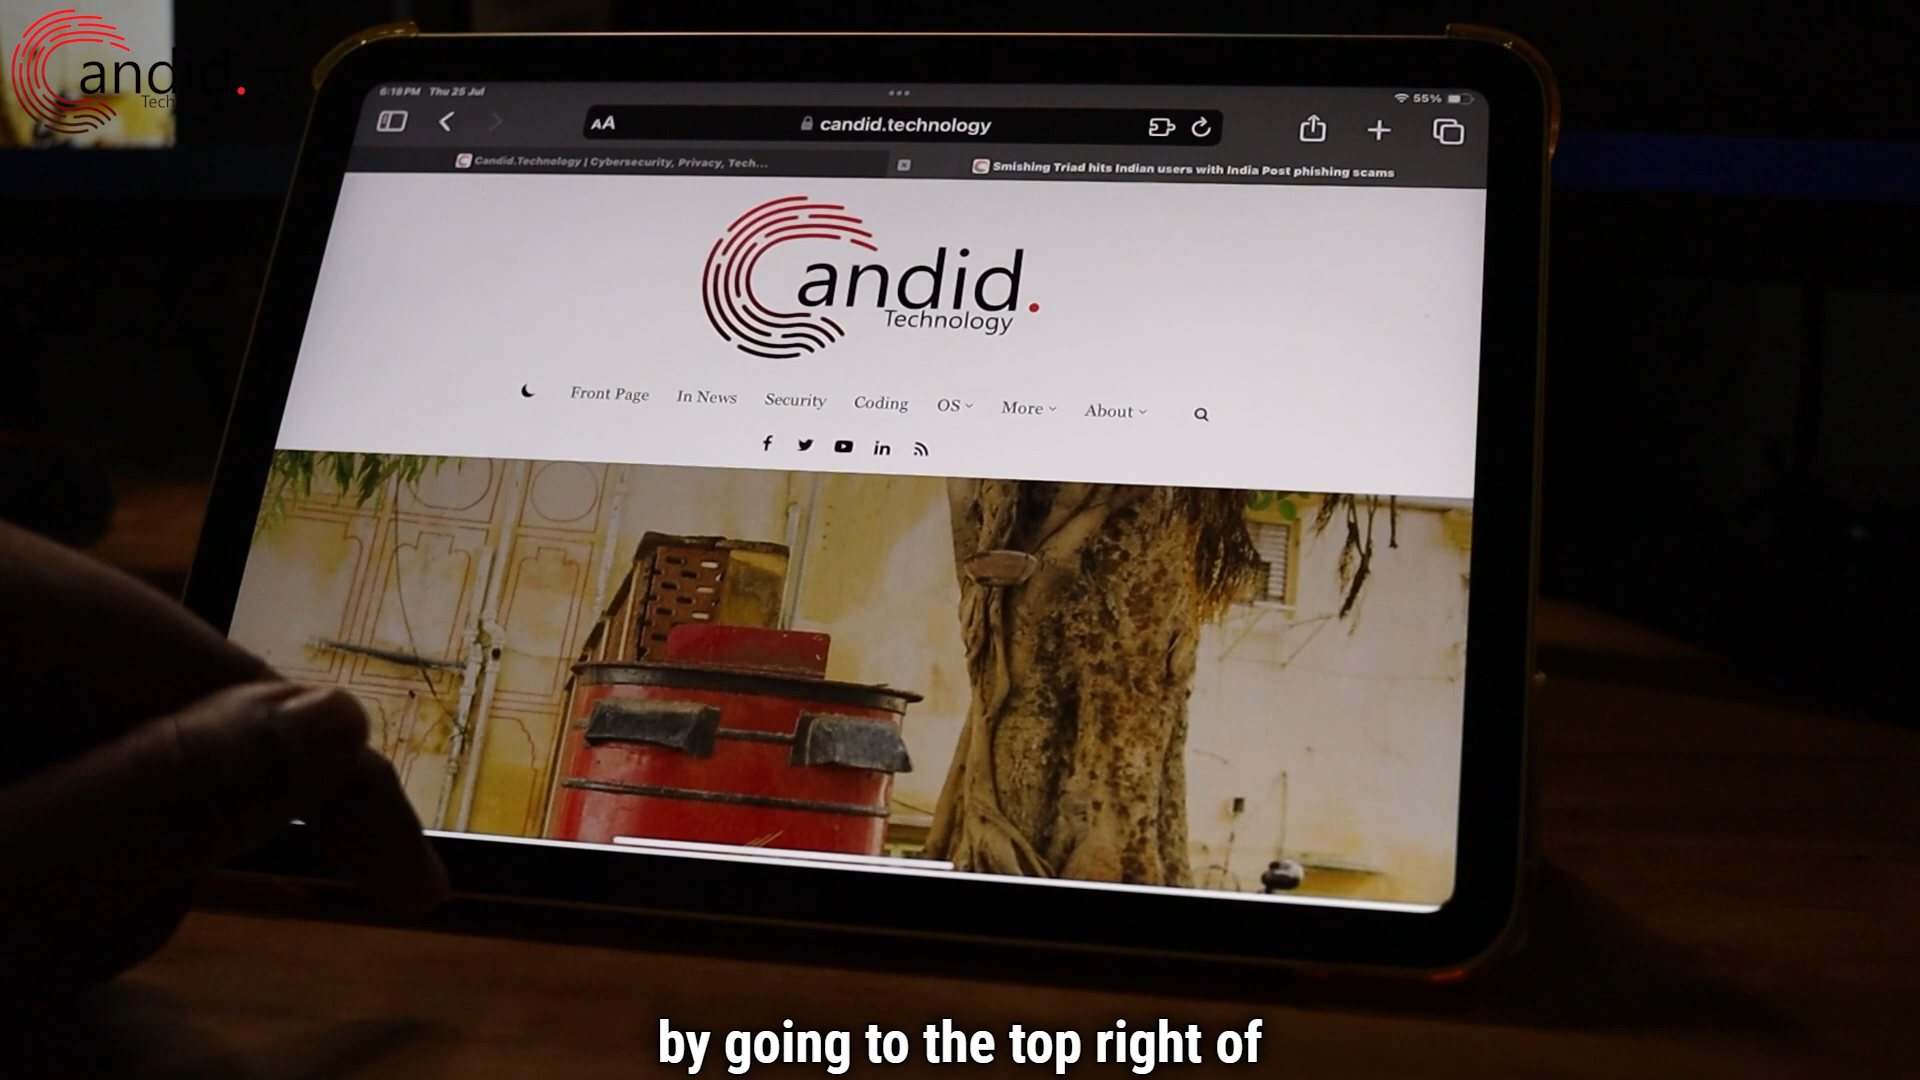 Candid.
Tech
6:18 PM Thu 25 Jul
55%
AA
candid.technology
Candid.Technology | Cybersecurity, Privacy, Tech...
Smishing Triad hits Indian users with India Post phishing scams
Candid.
Technology
Front Page In News Security Coding OS More About
by going to the top right of